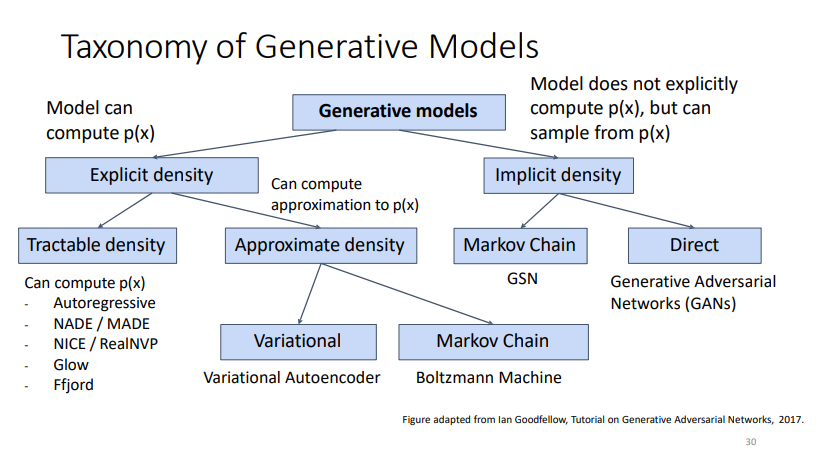 Taxonomy of Generative Models
Model does not explicitly
compute p(x), but can
sample from p(x)
Model can
compute p(x)
Generative models
Explicit density
Implicit density
Can compute
approximation to p(x)
Tractable density
Approximate density
Markov Chain
Direct
Can compute p(x)
- Autoregressive
- NADE / MADE
- NICE / RealNVP
- Glow
- Ffjord
GSN
Generative Adversarial
Networks (GANs)
Variational
Markov Chain
Variational Autoencoder
Boltzmann Machine
Figure adapted from Ian Goodfellow, Tutorial on Generative Adversarial Networks, 2017.
30